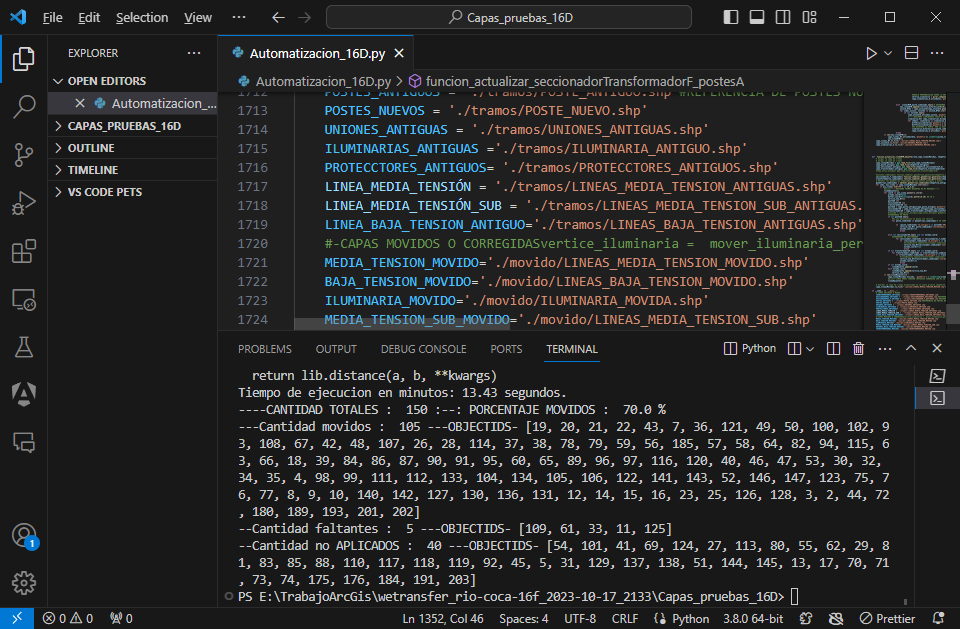 File Edit Selection View ··· Capas_pruebas_16D
EXPLORER ···
OPEN EDITORS
Automatizacion_...
CAPAS_PRUEBAS_16D
OUTLINE
TIMELINE
VS CODE PETS
1
Automatizacion_16D.py
Automatizacion_16D.py > funcion_actualizar_seccionadorTransformadorF_postesA
1712 POSTES_ANTIGUOS = './tramos/POSTE_ANTIGUO.shp' #REFERENCIA DE POSTES NU
1713 POSTES_NUEVOS = './tramos/POSTE_NUEVO.shp'
1714 UNIONES_ANTIGUAS = './tramos/UNIONES_ANTIGUAS.shp'
1715 ILUMINARIAS_ANTIGUAS ='./tramos/ILUMINARIA_ANTIGUO.shp'
1716 PROTECCTORES_ANTIGUOS= './tramos/PROTECCTORES_ANTIGUOS.shp'
1717 LINEA_MEDIA_TENSIÓN = './tramos/LINEAS_MEDIA_TENSION_ANTIGUAS.shp'
1718 LINEA_MEDIA_TENSIÓN_SUB = './tramos/LINEAS_MEDIA_TENSION_SUB_ANTIGUAS.
1719 LINEA_BAJA_TENSION_ANTIGUO='./tramos/LINEAS_BAJA_TENSION_ANTIGUAS.shp'
1720 #-CAPAS MOVIDOS O CORREGIDASvertice_iluminaria =  mover_iluminaria_per
1721 MEDIA_TENSION_MOVIDO='./movido/LINEAS_MEDIA_TENSION_MOVIDO.shp'
1722 BAJA_TENSION_MOVIDO='./movido/LINEAS_BAJA_TENSION_MOVIDO.shp'
1723 ILUMINARIA_MOVIDO='./movido/ILUMINARIA_MOVIDA.shp'
1724 MEDIA_TENSION_SUB_MOVIDO='./movido/LINEAS_MEDIA_TENSION_SUB.shp'
PROBLEMS OUTPUT DEBUG CONSOLE PORTS TERMINAL Python ···
return lib.distance(a, b, **kwargs)
Tiempo de ejecucion en minutos: 13.43 segundos.
----CANTIDAD TOTALES :  150 :--: PORCENTAJE MOVIDOS :  70.0 %
---Cantidad movidos :  105 ---OBJECTIDS- [19, 20, 21, 22, 43, 7, 36, 121, 49, 50, 100, 102, 9
3, 108, 67, 42, 48, 107, 26, 28, 114, 37, 38, 78, 79, 59, 56, 185, 57, 58, 64, 82, 94, 115, 6
3, 66, 18, 39, 84, 86, 87, 90, 91, 95, 60, 65, 89, 96, 97, 116, 120, 40, 46, 47, 53, 30, 32,
34, 35, 4, 98, 99, 111, 112, 133, 104, 134, 105, 106, 122, 141, 143, 52, 146, 147, 123, 75, 7
6, 77, 8, 9, 10, 140, 142, 127, 130, 136, 131, 12, 14, 15, 16, 23, 25, 126, 128, 3, 2, 44, 72
, 180, 189, 193, 201, 202]
--Cantidad faltantes :  5 ---OBJECTIDS- [109, 61, 33, 11, 125]
--Cantidad no APLICADOS :  40 ---OBJECTIDS- [54, 101, 41, 69, 124, 27, 113, 80, 55, 62, 29, 8
1, 83, 85, 88, 110, 117, 118, 119, 92, 45, 5, 31, 129, 137, 138, 51, 144, 145, 13, 17, 70, 71
, 73, 74, 175, 176, 184, 191, 203]
PS E:\TrabajoArcGis\wetransfer_rio-coca-16f_2023-10-17_2133\Capas_pruebas_16D>
0 0 0 Ln 1352, Col 46 Spaces: 4 UTF-8 CRLF Python 3.8.0 64-bit Prettier